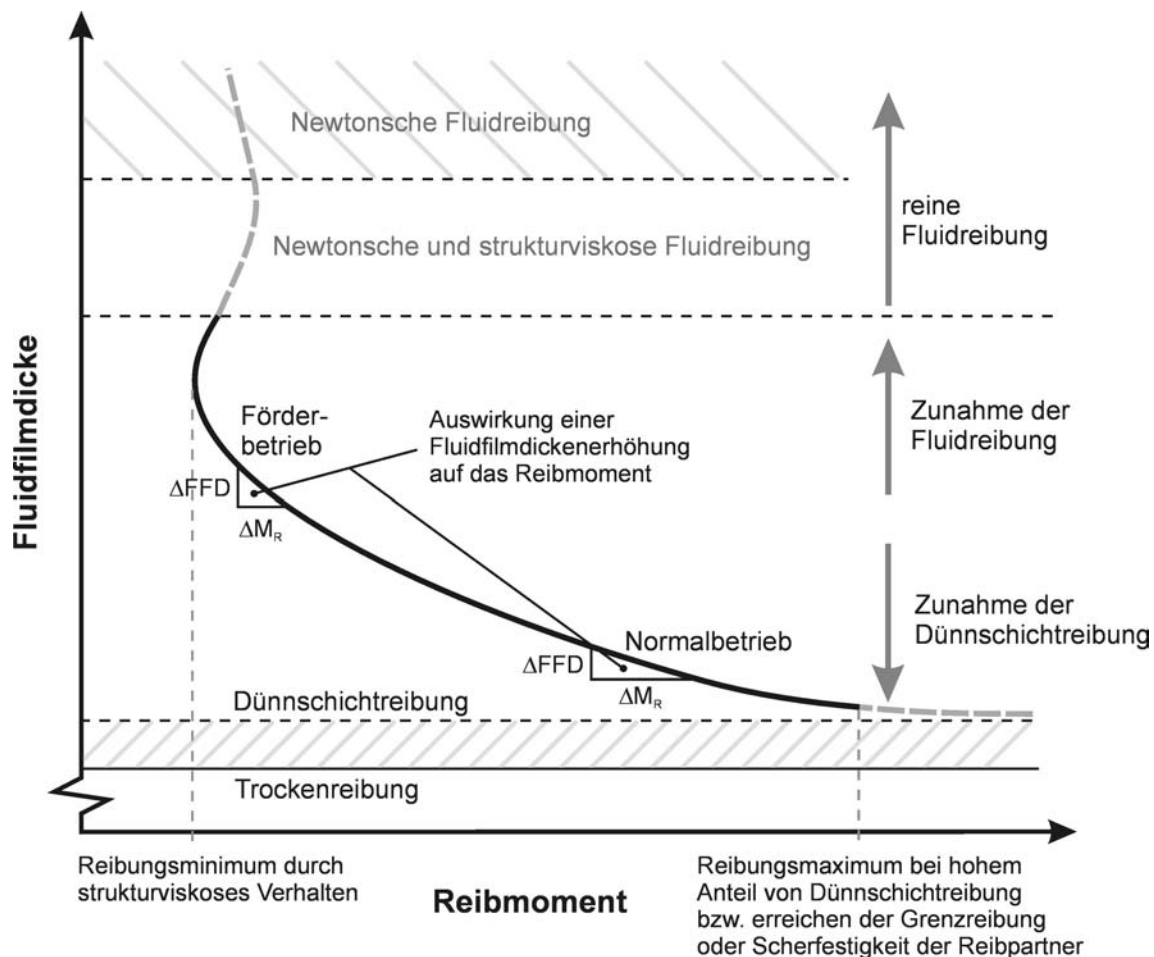 Newtonsche Fluidreibung
Newtonsche und strukturviskose Fluidreibung
reine
Fluidreibung
Fluidfilmdicke
Förder-
betrieb
Auswirkung einer
Fluidfilmdickenerhöhung
auf das Reibmoment
Zunahme der
Fluidreibung
ΔFFD
ΔM_R
Zunahme der
Dünnschichtreibung
Normalbetrieb
ΔFFD
ΔM_R
Dünnschichtreibung
Trockenreibung
Reibungsminimum durch
strukturviskoses Verhalten
Reibmoment
Reibungsmaximum bei hohem
Anteil von Dünnschichtreibung
bzw. erreichen der Grenzreibung
oder Scherfestigkeit der Reibpartner